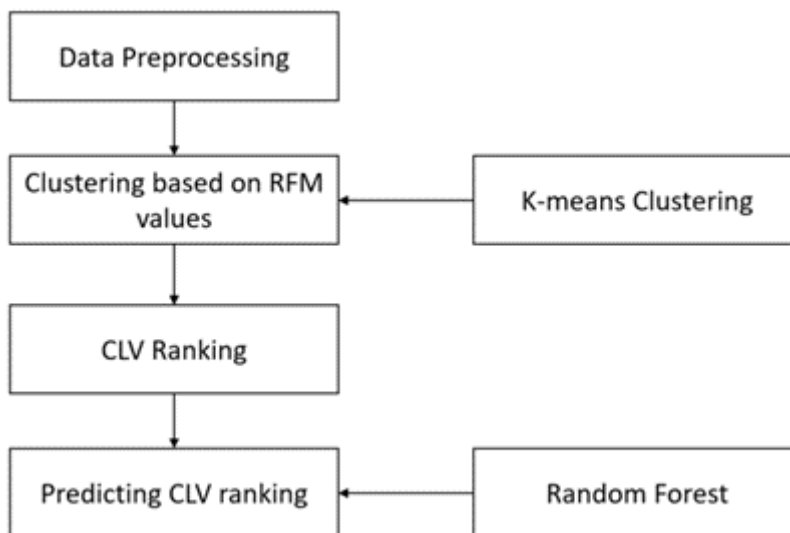 Data Preprocessing
Clustering based on RFM
values
K-means Clustering
CLV Ranking
Predicting CLV ranking
Random Forest